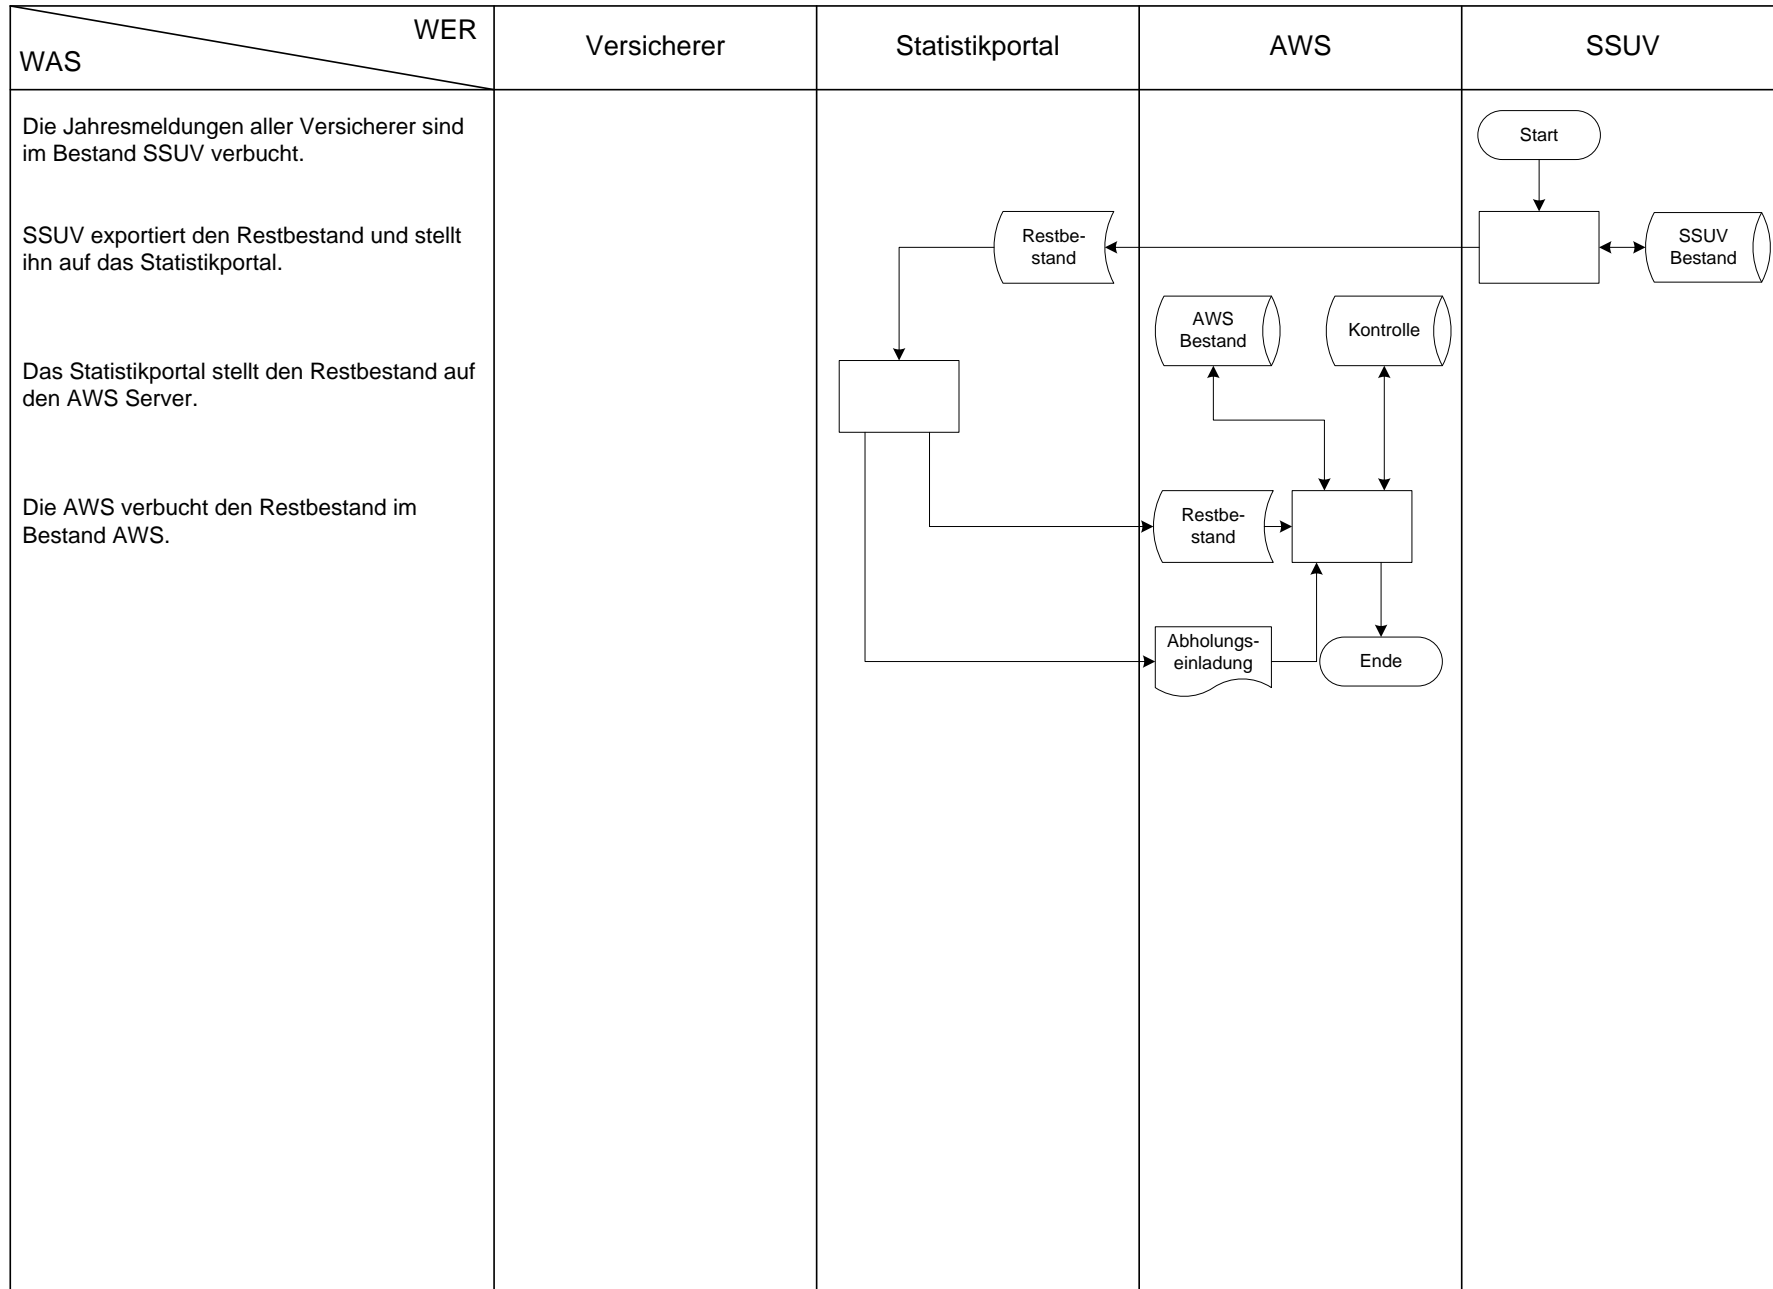 WER
WAS
Versicherer
Statistikportal
AWS
SSUV
Die Jahresmeldungen aller Versicherer sind
im Bestand SSUV verbucht.
Start
SSUV exportiert den Restbestand und stellt
ihn auf das Statistikportal.
Restbe-
stand
SSUV
Bestand
AWS
Bestand
Kontrolle
Das Statistikportal stellt den Restbestand auf
den AWS Server.
Die AWS verbucht den Restbestand im
Bestand AWS.
Restbe-
stand
Abholungs-
einladung
Ende